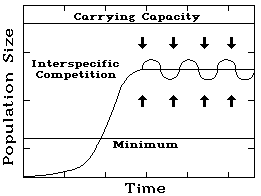 Carrying Capacity
Interspecific
Competition
Minimum
Population Size
Time